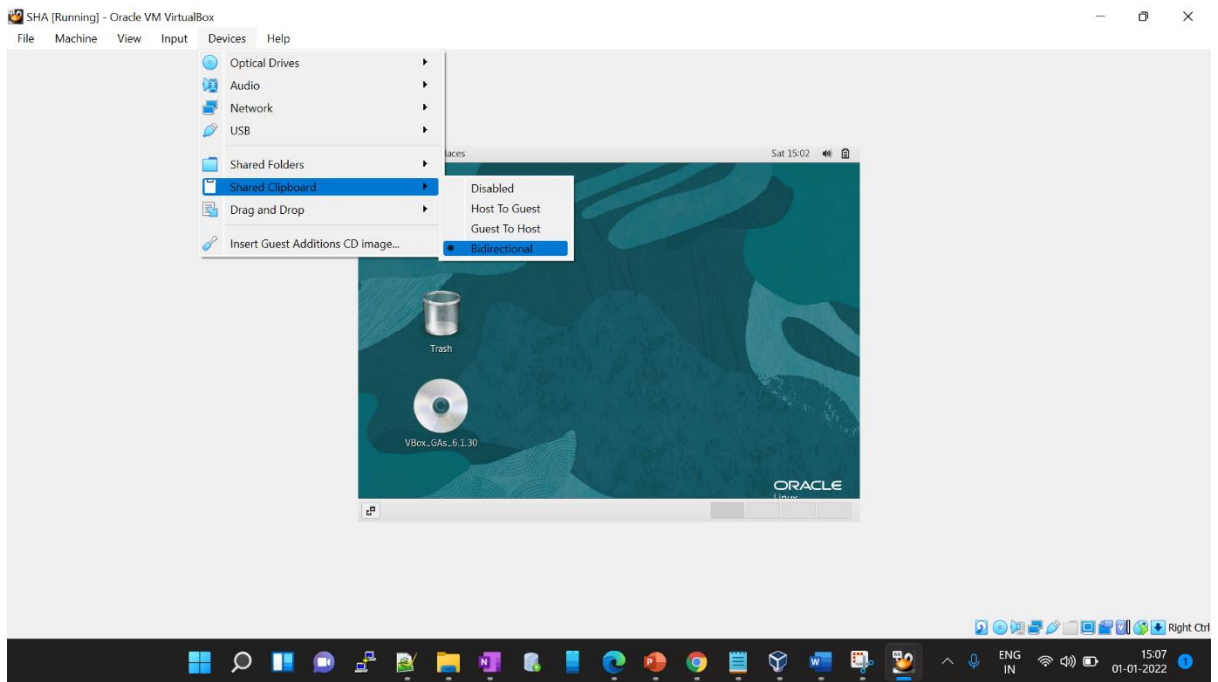 SHA [Running] - Oracle VM VirtualBox
File Machine View Input Devices Help
Optical Drives
Audio
Network
USB
Shared Folders
Shared Clipboard
Drag and Drop
Insert Guest Additions CD image...
Disabled
Host To Guest
Guest To Host
Bidirectional
laces Sat 15:02
Trash
VBox_GAs_6.1.30
ORACLE
Linux
Right Ctrl
ENG
IN
15:07
01-01-2022
1